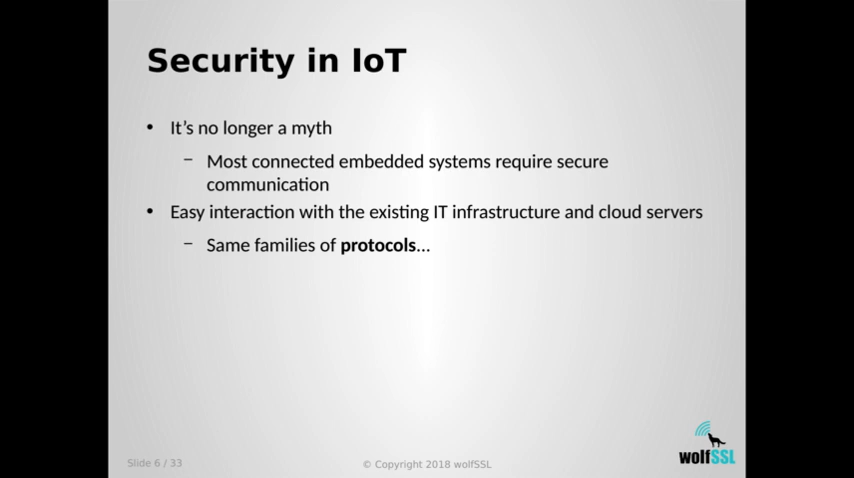 Security in IoT
• It’s no longer a myth
– Most connected embedded systems require secure
communication
• Easy interaction with the existing IT infrastructure and cloud servers
– Same families of protocols...
Slide 6 / 33
© Copyright 2018 wolfSSL
wolfSSL